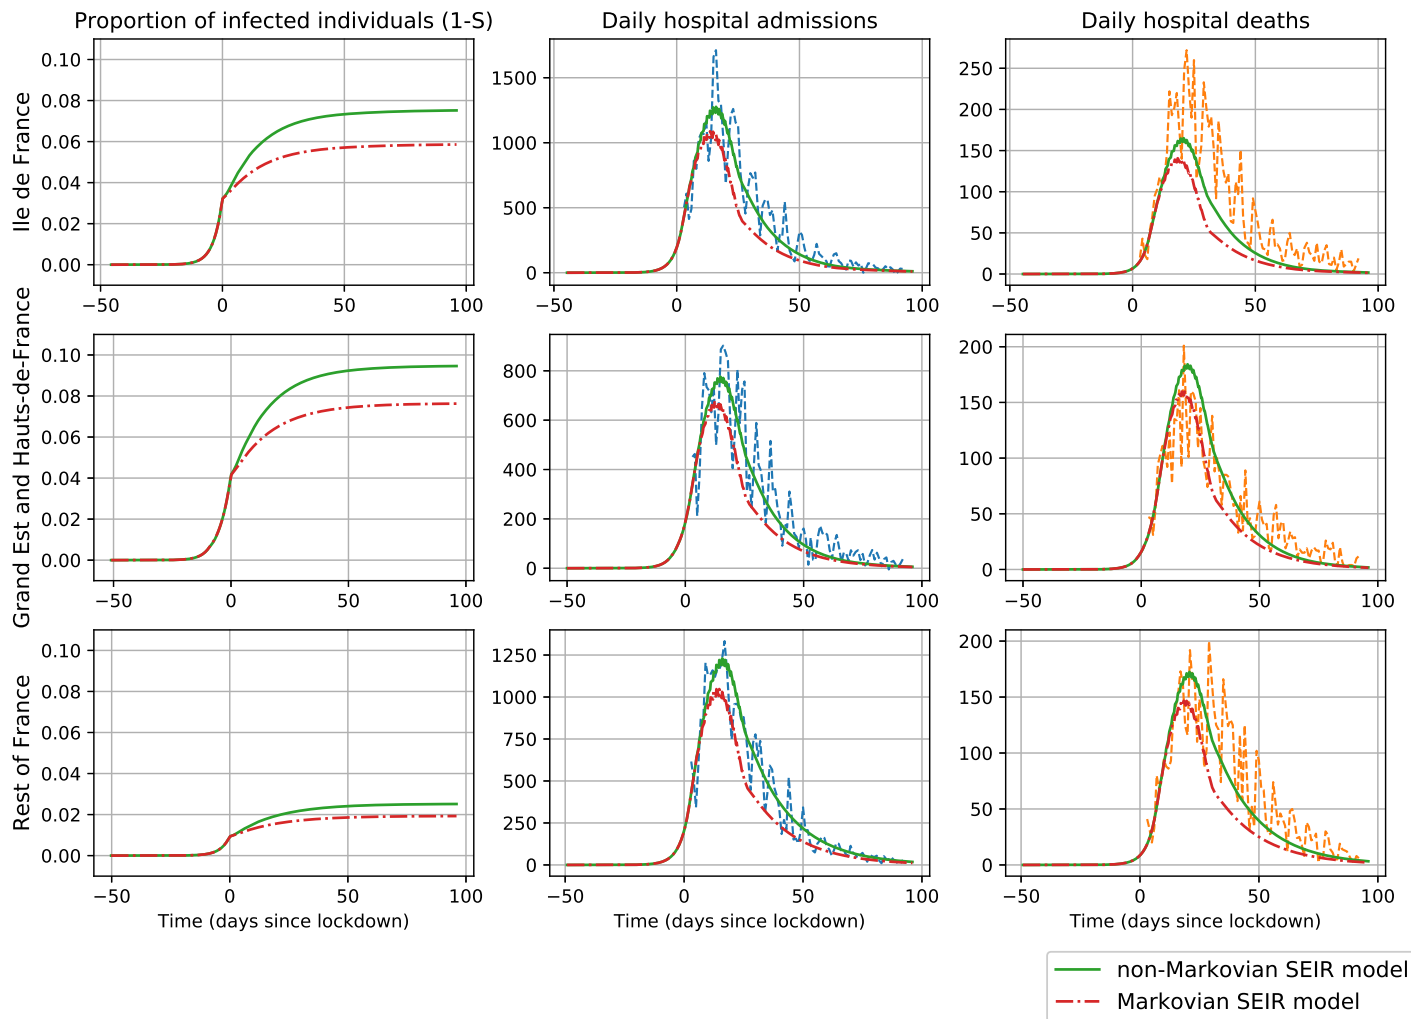 Proportion of infected individuals (1-S)
Daily hospital admissions
Daily hospital deaths
Ile de France
0.10
0.08
0.06
0.04
0.02
0.00
−50 0 50 100
1500
1000
500
0
−50 0 50 100
250
200
150
100
50
0
−50 0 50 100
Grand Est and Hauts-de-France
0.10
0.08
0.06
0.04
0.02
0.00
−50 0 50 100
800
600
400
200
0
−50 0 50 100
200
150
100
50
0
−50 0 50 100
Rest of France
0.10
0.08
0.06
0.04
0.02
0.00
−50 0 50 100
Time (days since lockdown)
1250
1000
750
500
250
0
−50 0 50 100
Time (days since lockdown)
200
150
100
50
0
−50 0 50 100
Time (days since lockdown)
non-Markovian SEIR model
Markovian SEIR model